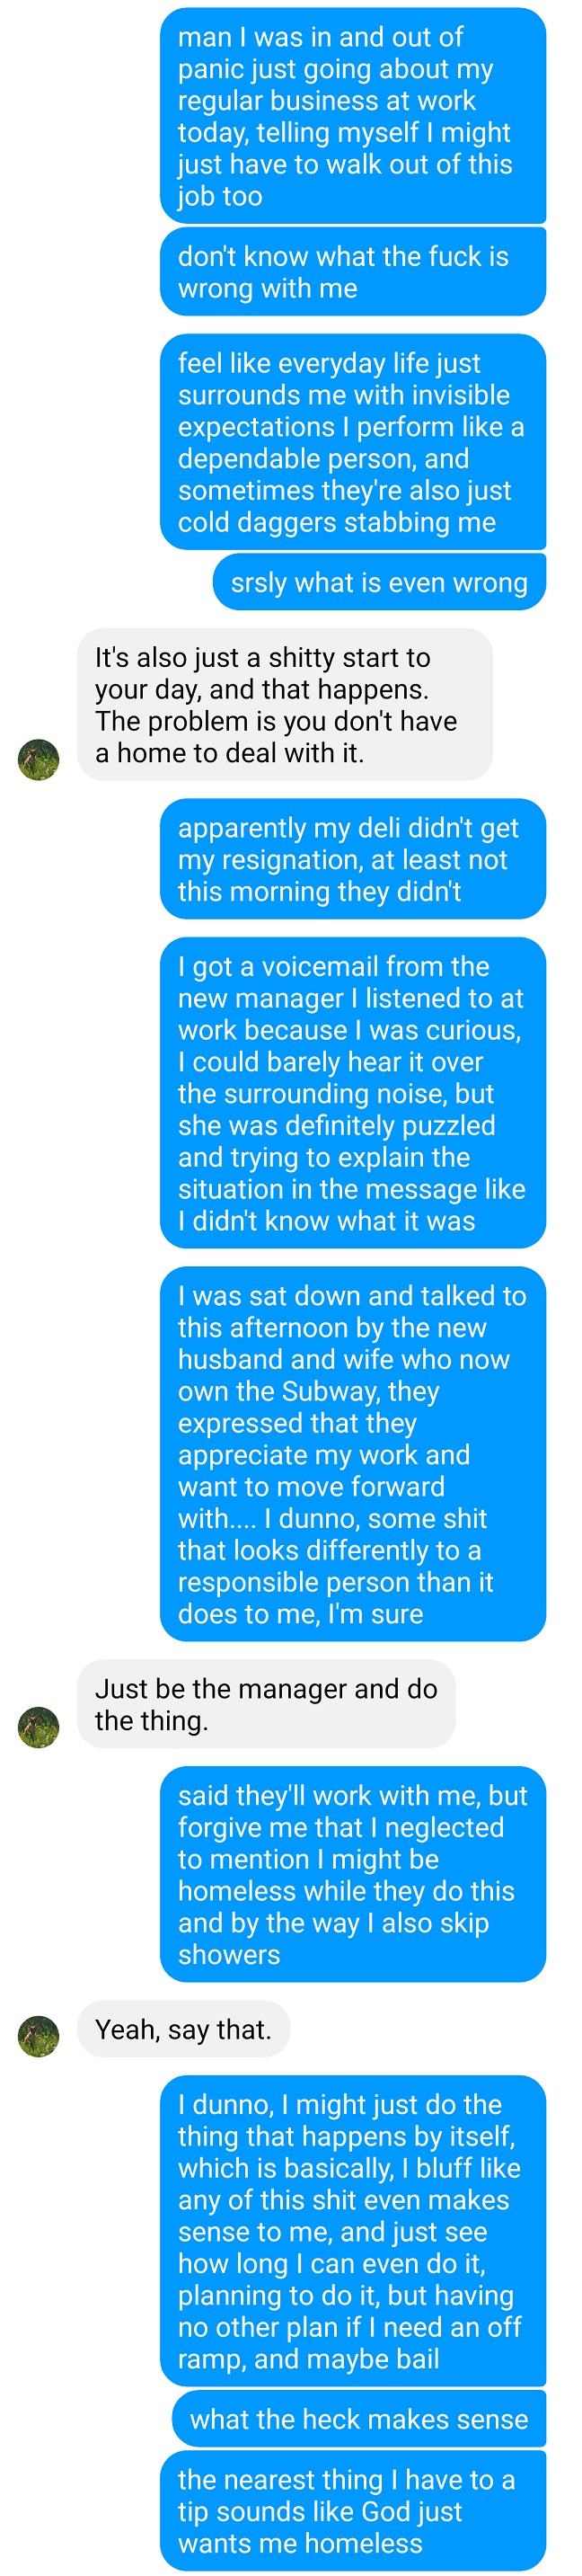 man I was in and out of
panic just going about my
regular business at work
today, telling myself I might
just have to walk out of this
job too
don't know what the fuck is
wrong with me
feel like everyday life just
surrounds me with invisible
expectations I perform like a
dependable person, and
sometimes they're also just
cold daggers stabbing me
srsly what is even wrong
It's also just a shitty start to
your day, and that happens.
The problem is you don't have
a home to deal with it.
apparently my deli didn't get
my resignation, at least not
this morning they didn't
I got a voicemail from the
new manager I listened to at
work because I was curious,
I could barely hear it over
the surrounding noise, but
she was definitely puzzled
and trying to explain the
situation in the message like
I didn't know what it was
I was sat down and talked to
this afternoon by the new
husband and wife who now
own the Subway, they
expressed that they
appreciate my work and
want to move forward
with.... I dunno, some shit
that looks differently to a
responsible person than it
does to me, I'm sure
Just be the manager and do
the thing.
said they'll work with me, but
forgive me that I neglected
to mention I might be
homeless while they do this
and by the way I also skip
showers
Yeah, say that.
I dunno, I might just do the
thing that happens by itself,
which is basically, I bluff like
any of this shit even makes
sense to me, and just see
how long I can even do it,
planning to do it, but having
no other plan if I need an off
ramp, and maybe bail
what the heck makes sense
the nearest thing I have to a
tip sounds like God just
wants me homeless